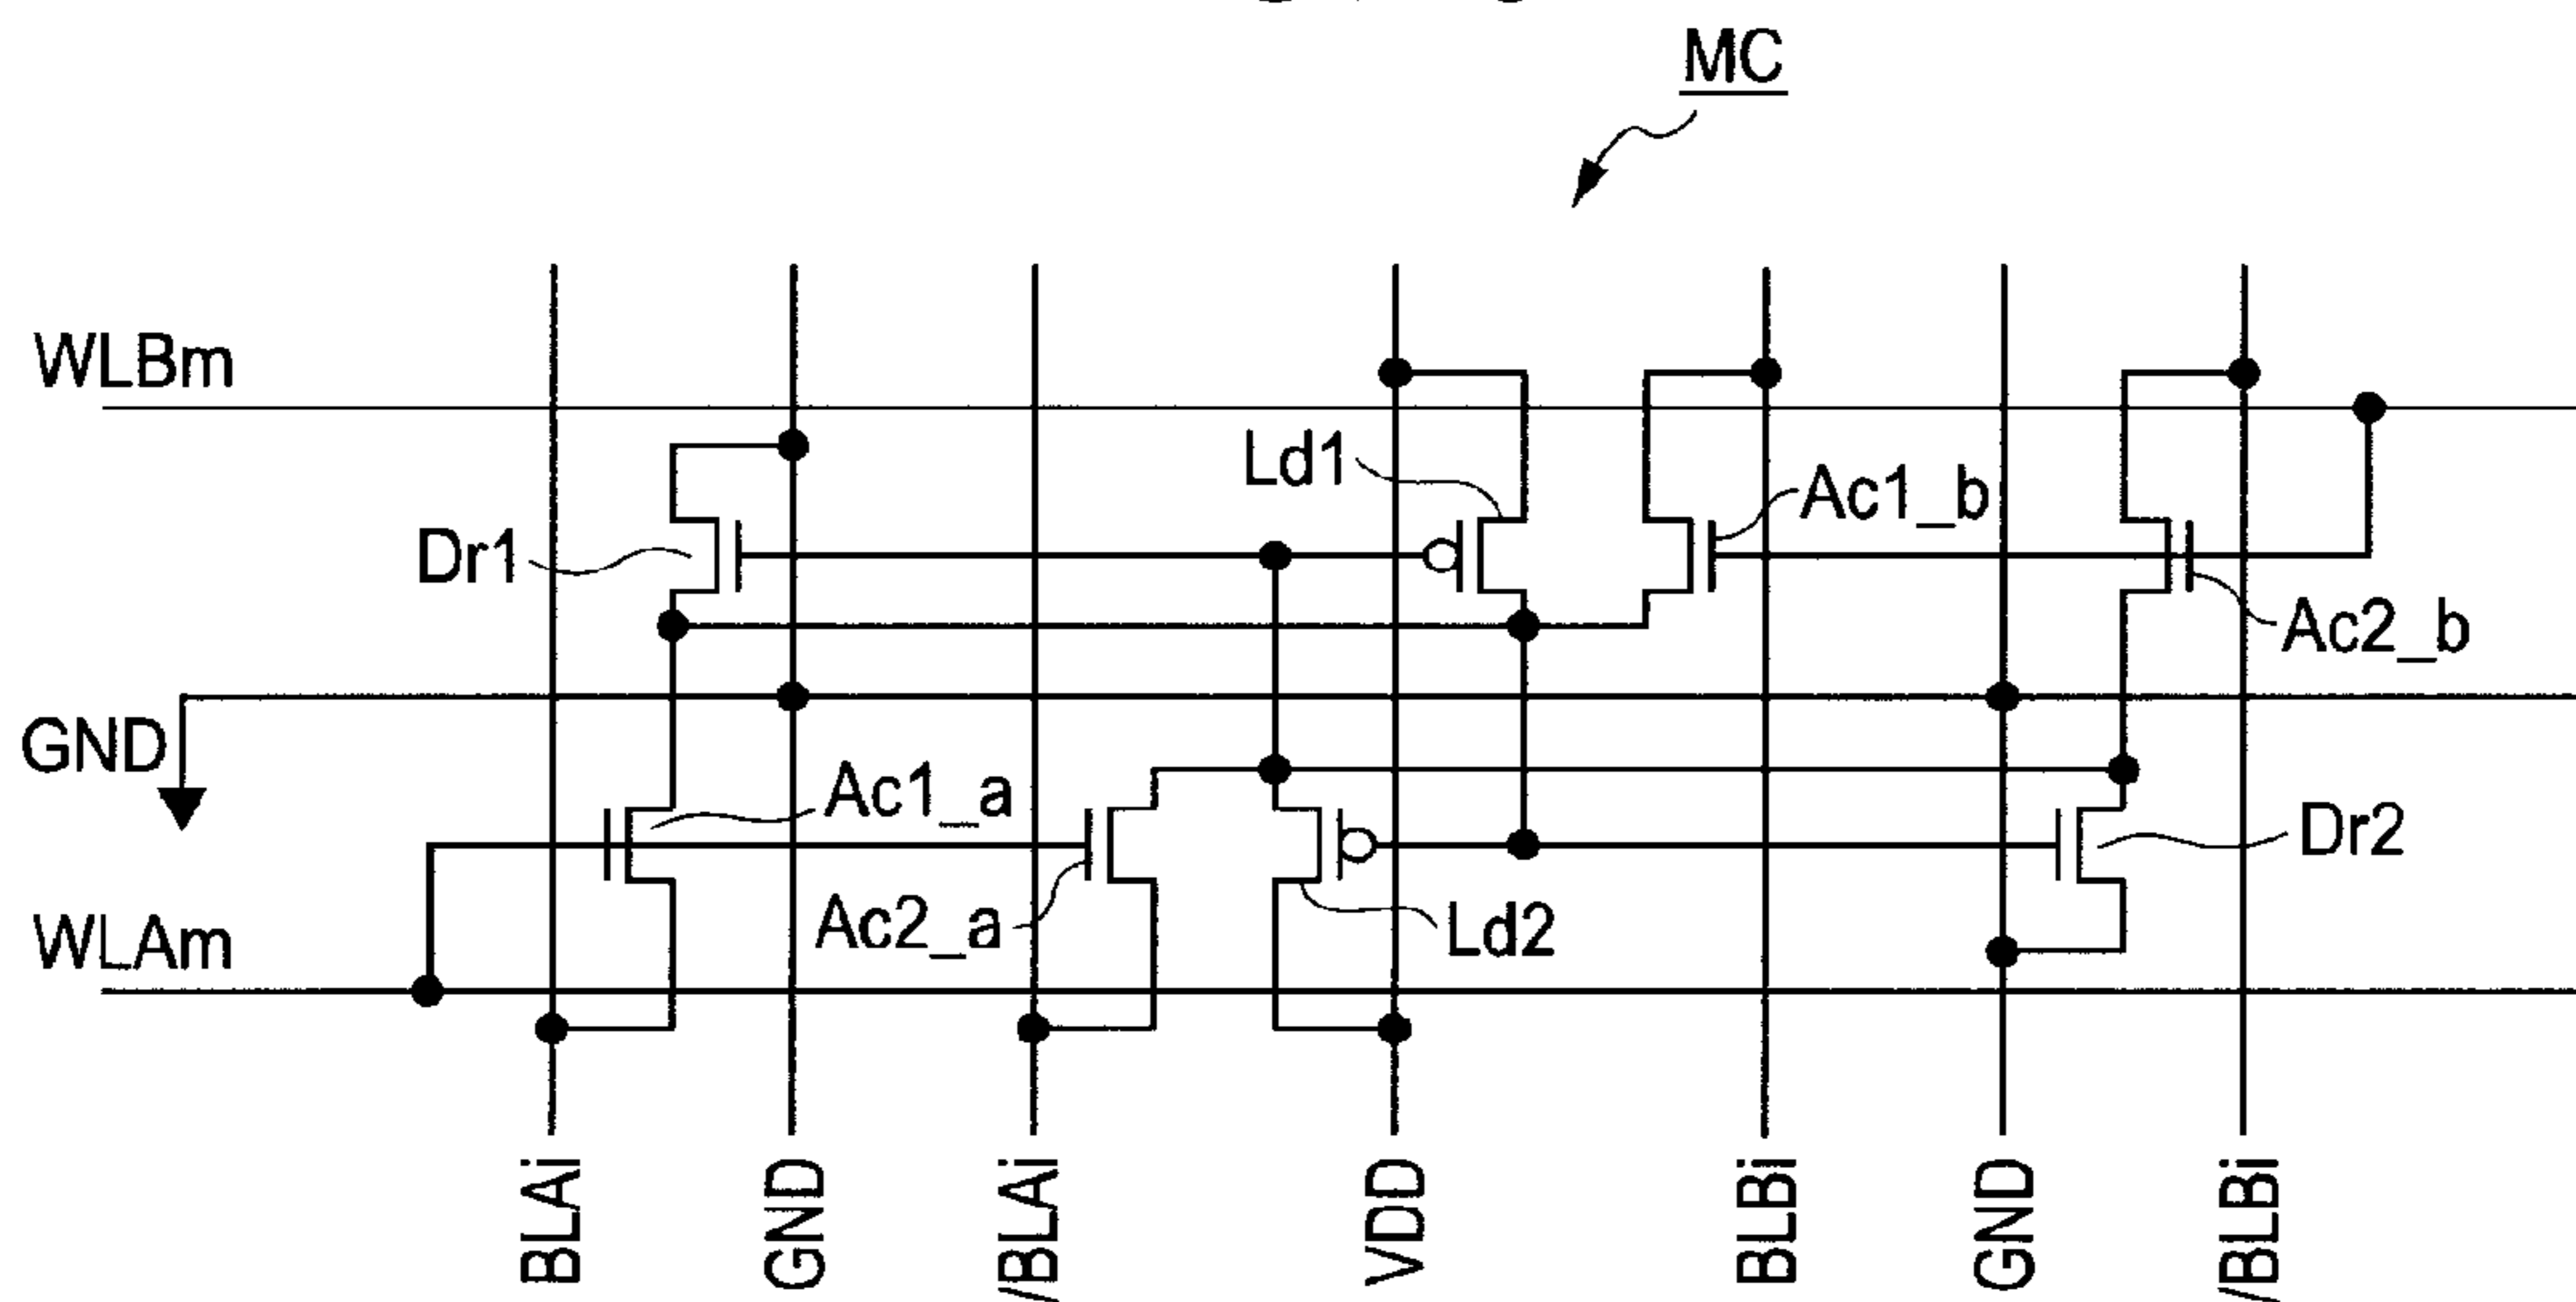 MC
WLBm
Ld1
Ac1_b
Dr1
Ac2_b
GND
Ac1_a
Dr2
Ac2_a
Ld2
WLAm
BLAi
GND
/BLAi
VDD
BLBi
GND
/BLBi